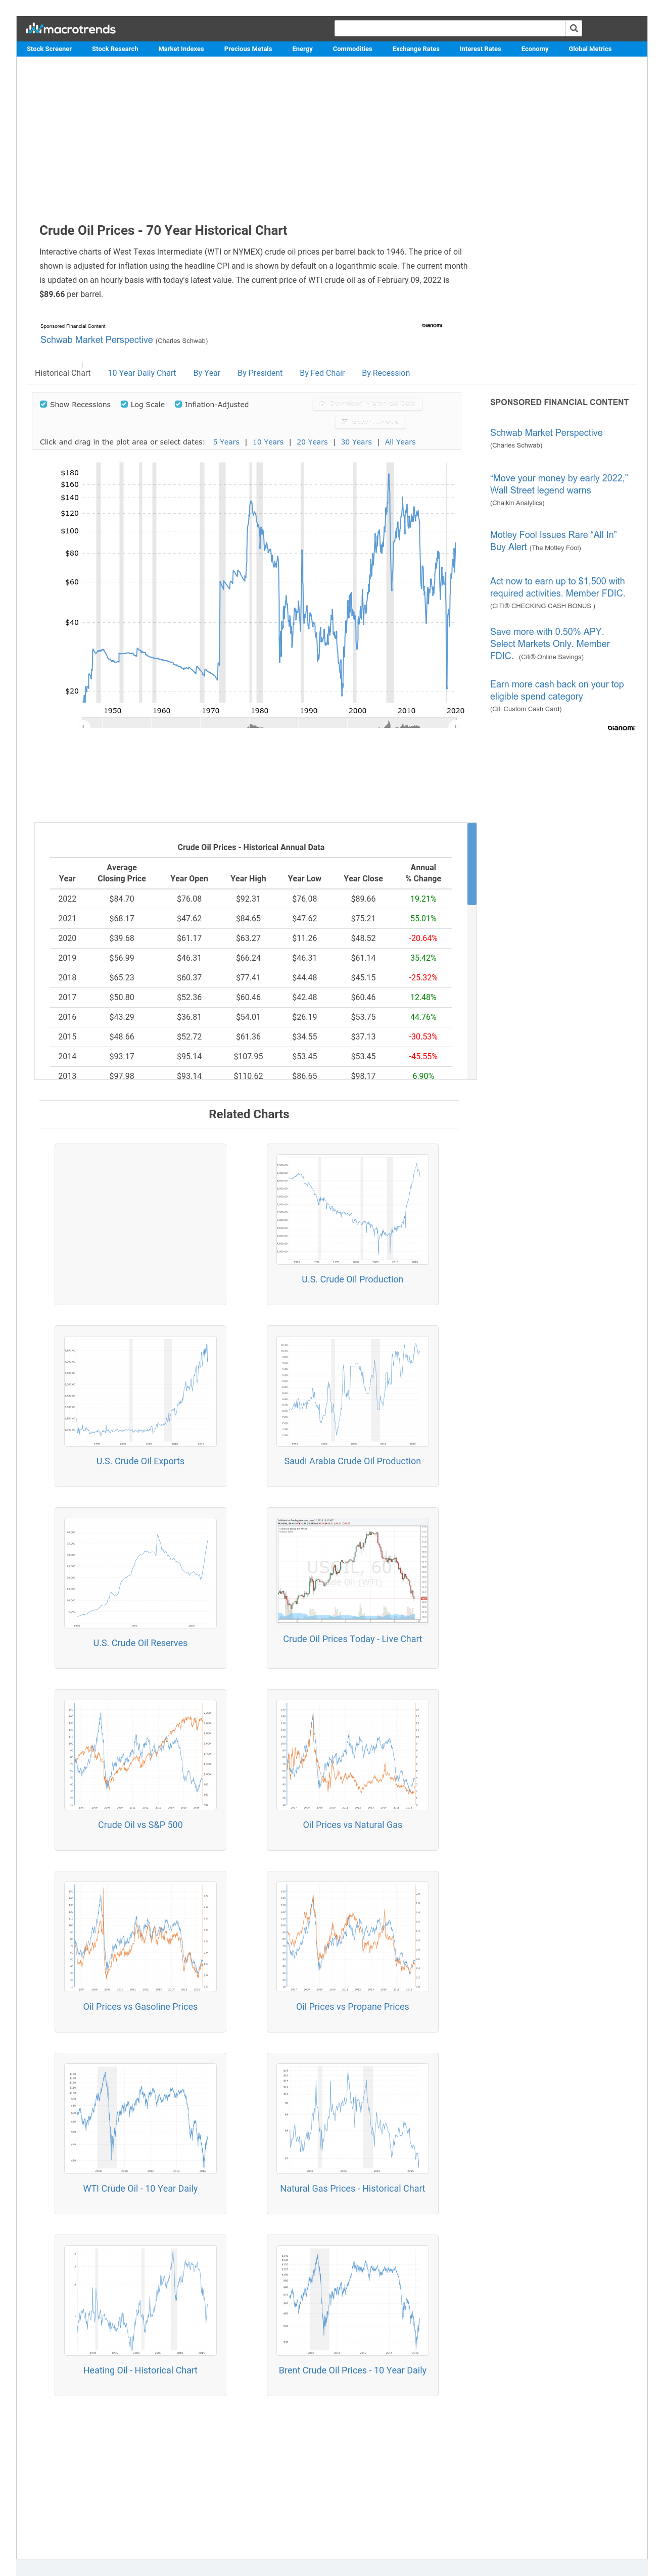 macrotrends
Stock Screener Stock Research Market Indexes Precious Metals Energy Commodities Exchange Rates Interest Rates Economy Global Metrics
Crude Oil Prices - 70 Year Historical Chart
Interactive charts of West Texas Intermediate (WTI or NYMEX) crude oil prices per barrel back to 1946. The price of oil
shown is adjusted for inflation using the headline CPI and is shown by default on a logarithmic scale. The current month
is updated on an hourly basis with today's latest value. The current price of WTI crude oil as of February 09, 2022 is
$89.66 per barrel.
Sponsored Financial Content
DIANOMI
Schwab Market Perspective (Charles Schwab)
Historical Chart 10 Year Daily Chart By Year By President By Fed Chair By Recession
Show Recessions Log Scale Inflation-Adjusted
Download Historical Data
Export Image
Click and drag in the plot area or select dates: 5 Years | 10 Years | 20 Years | 30 Years | All Years
$180
$160
$140
$120
$100
$80
$60
$40
$20
1950 1960 1970 1980 1990 2000 2010 2020
SPONSORED FINANCIAL CONTENT
Schwab Market Perspective
(Charles Schwab)
“Move your money by early 2022,”
Wall Street legend warns
(Chaikin Analytics)
Motley Fool Issues Rare “All In”
Buy Alert (The Motley Fool)
Act now to earn up to $1,500 with
required activities. Member FDIC.
(CITI® CHECKING CASH BONUS )
Save more with 0.50% APY.
Select Markets Only. Member
FDIC. (Citi® Online Savings)
Earn more cash back on your top
eligible spend category
(Citi Custom Cash Card)
DIANOMI
Crude Oil Prices - Historical Annual Data
Year Average Closing Price Year Open Year High Year Low Year Close Annual % Change
2022 $84.70 $76.08 $92.31 $76.08 $89.66 19.21%
2021 $68.17 $47.62 $84.65 $47.62 $75.21 55.01%
2020 $39.68 $61.17 $63.27 $11.26 $48.52 -20.64%
2019 $56.99 $46.31 $66.24 $46.31 $61.14 35.42%
2018 $65.23 $60.37 $77.41 $44.48 $45.15 -25.32%
2017 $50.80 $52.36 $60.46 $42.48 $60.46 12.48%
2016 $43.29 $36.81 $54.01 $26.19 $53.75 44.76%
2015 $48.66 $52.72 $61.36 $34.55 $37.13 -30.53%
2014 $93.17 $95.14 $107.95 $53.45 $53.45 -45.55%
2013 $97.98 $93.14 $110.62 $86.65 $98.17 6.90%
Related Charts
U.S. Crude Oil Production
U.S. Crude Oil Exports
Saudi Arabia Crude Oil Production
U.S. Crude Oil Reserves
USOIL, 60
Crude Oil Prices Today - Live Chart
Crude Oil vs S&P 500
Oil Prices vs Natural Gas
Oil Prices vs Gasoline Prices
Oil Prices vs Propane Prices
WTI Crude Oil - 10 Year Daily
Natural Gas Prices - Historical Chart
Heating Oil - Historical Chart
Brent Crude Oil Prices - 10 Year Daily